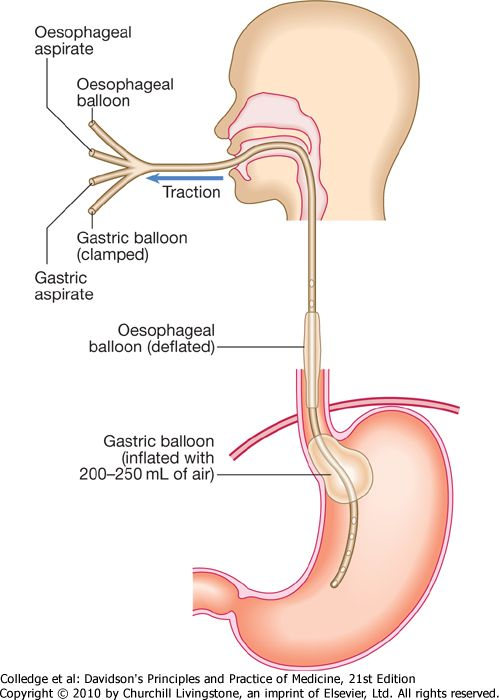 Oesophageal
aspirate
Oesophageal
balloon
Traction
Gastric balloon
(clamped)
Gastric
aspirate
Oesophageal
balloon (deflated)
Gastric balloon
(inflated with
200–250 mL of air)
Colledge et al: Davidson's Principles and Practice of Medicine, 21st Edition
Copyright © 2010 by Churchill Livingstone, an imprint of Elsevier, Ltd. All rights reserved.